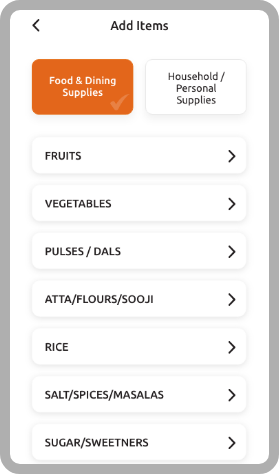 Add Items
Food & Dining
Supplies
Household /
Personal
Supplies
FRUITS
VEGETABLES
PULSES / DALS
ATTA/FLOURS/SOOJI
RICE
SALT/SPICES/MASALAS
SUGAR/SWEETNERS